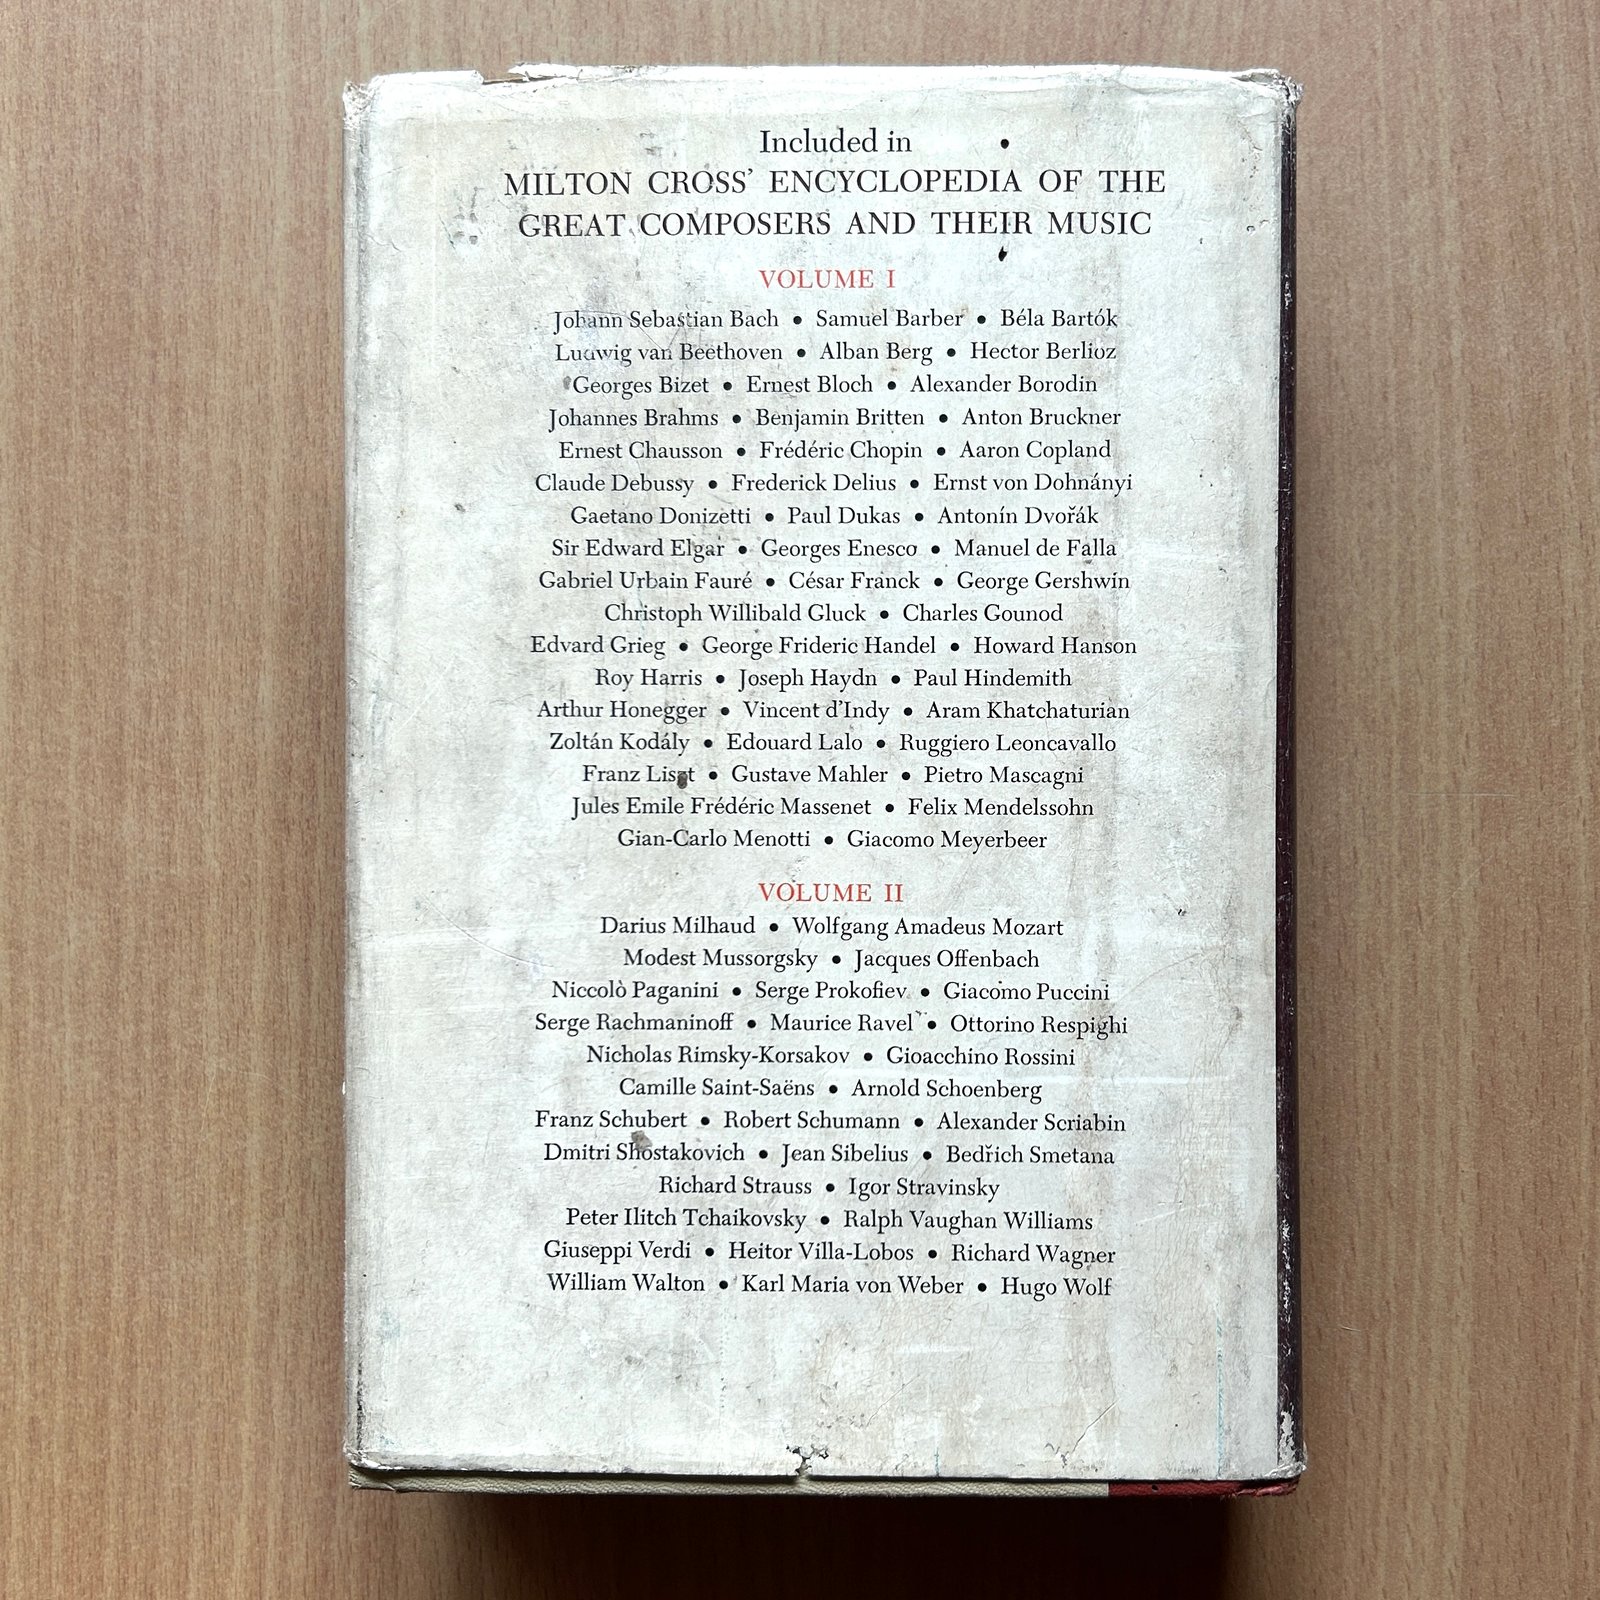 Included in
MILTON CROSS' ENCYCLOPEDIA OF THE
GREAT COMPOSERS AND THEIR MUSIC
VOLUME I
Johann Sebastian Bach • Samuel Barber • Béla Bartók
Ludwig van Beethoven • Alban Berg • Hector Berlioz
Georges Bizet • Ernest Bloch • Alexander Borodin
Johannes Brahms • Benjamin Britten • Anton Bruckner
Ernest Chausson • Frédéric Chopin • Aaron Copland
Claude Debussy • Frederick Delius • Ernst von Dohnányi
Gaetano Donizetti • Paul Dukas • Antonín Dvořák
Sir Edward Elgar • Georges Enesco • Manuel de Falla
Gabriel Urbain Fauré • César Franck • George Gershwin
Christoph Willibald Gluck • Charles Gounod
Edvard Grieg • George Frideric Handel • Howard Hanson
Roy Harris • Joseph Haydn • Paul Hindemith
Arthur Honegger • Vincent d'Indy • Aram Khatchaturian
Zoltán Kodály • Edouard Lalo • Ruggiero Leoncavallo
Franz Liszt • Gustave Mahler • Pietro Mascagni
Jules Emile Frédéric Massenet • Felix Mendelssohn
Gian-Carlo Menotti • Giacomo Meyerbeer
VOLUME II
Darius Milhaud • Wolfgang Amadeus Mozart
Modest Mussorgsky • Jacques Offenbach
Niccolò Paganini • Serge Prokofiev • Giacomo Puccini
Serge Rachmaninoff • Maurice Ravel • Ottorino Respighi
Nicholas Rimsky-Korsakov • Gioacchino Rossini
Camille Saint-Saëns • Arnold Schoenberg
Franz Schubert • Robert Schumann • Alexander Scriabin
Dmitri Shostakovich • Jean Sibelius • Bedřich Smetana
Richard Strauss • Igor Stravinsky
Peter Ilitch Tchaikovsky • Ralph Vaughan Williams
Giuseppi Verdi • Heitor Villa-Lobos • Richard Wagner
William Walton • Karl Maria von Weber • Hugo Wolf